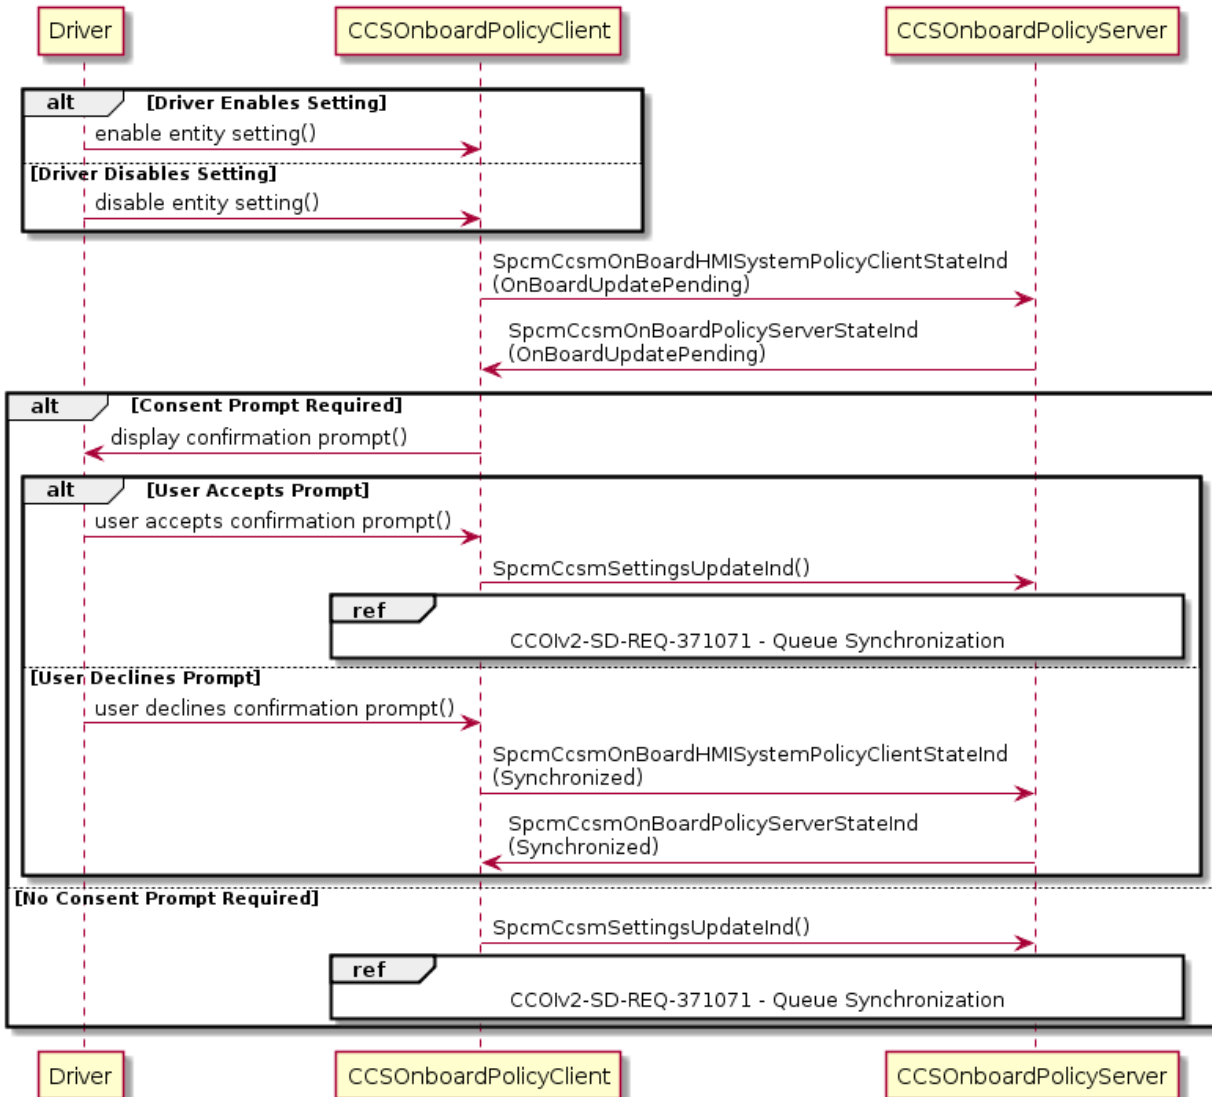 Driver
CCSOnboardPolicyClient
CCSOnboardPolicyServer
alt
[Driver Enables Setting]
enable entity setting()
[Driver Disables Setting]
disable entity setting()
SpcmCcsmOnBoardHMISystemPolicyClientStateInd
(OnBoardUpdatePending)
SpcmCcsmOnBoardPolicyServerStateInd
(OnBoardUpdatePending)
alt
[Consent Prompt Required]
display confirmation prompt()
alt
[User Accepts Prompt]
user accepts confirmation prompt()
SpcmCcsmSettingsUpdateInd()
ref
CCOIv2-SD-REQ-371071 - Queue Synchronization
[User Declines Prompt]
user declines confirmation prompt()
SpcmCcsmOnBoardHMISystemPolicyClientStateInd
(Synchronized)
SpcmCcsmOnBoardPolicyServerStateInd
(Synchronized)
[No Consent Prompt Required]
SpcmCcsmSettingsUpdateInd()
ref
CCOIv2-SD-REQ-371071 - Queue Synchronization
Driver
CCSOnboardPolicyClient
CCSOnboardPolicyServer